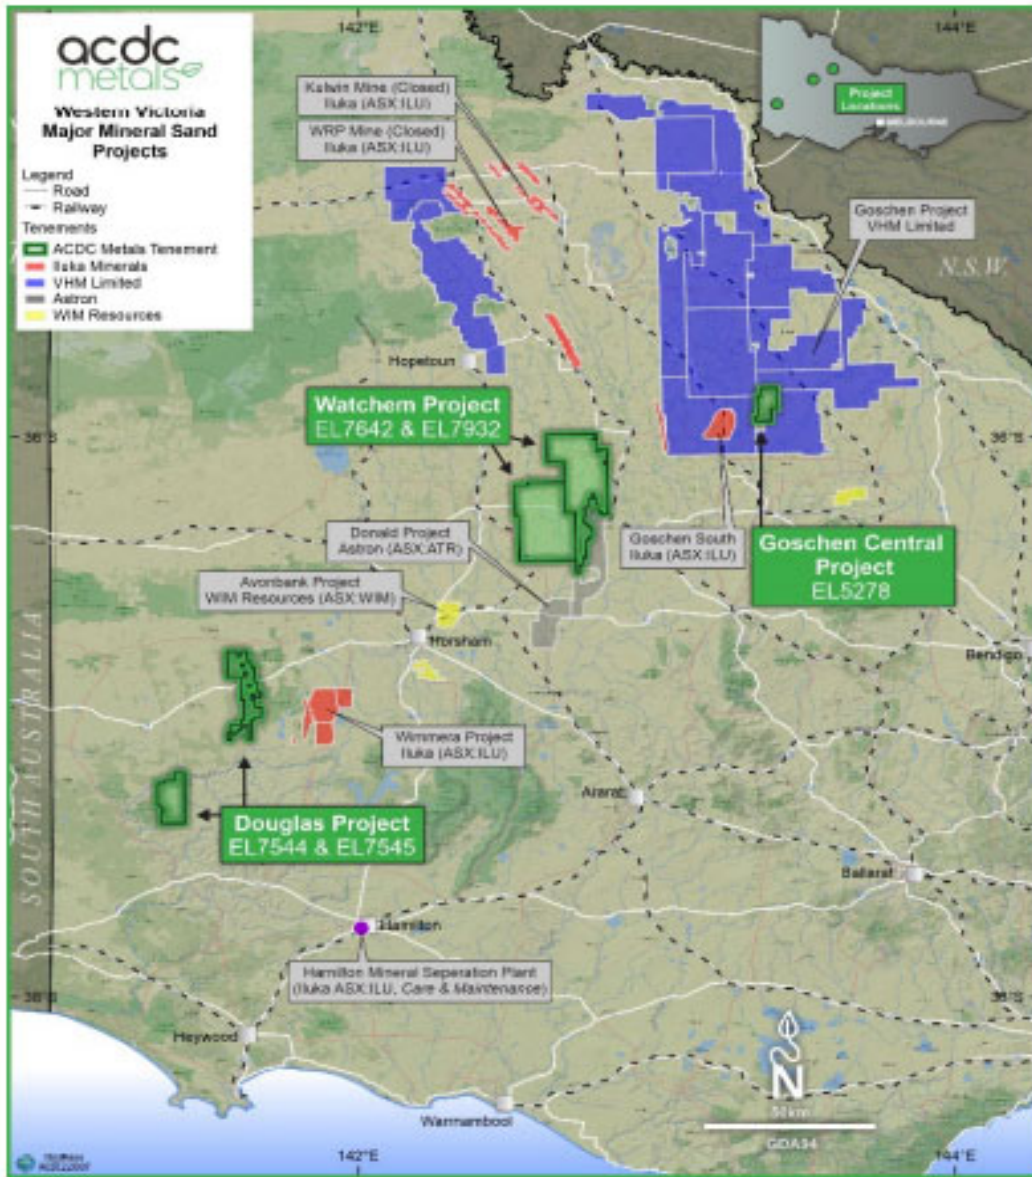 acdc
metals
Western Victoria
Major Mineral Sand
Projects
Legend
Road
Railway
Tenements
ACDC Metals Tenement
Iluka Minerals
VHM Limited
Astron
WIM Resources
142°E
144°E
Kulwin Mine (Closed)
Iluka (ASX:ILU)
WRP Mine (Closed)
Iluka (ASX:ILU)
Project
Locations
MELBOURNE
Goschen Project
VHM Limited
N.S.W.
Hopetoun
Watchem Project
EL7642 & EL7932
36°S
36°S
Donald Project
Astron (ASX:ATR)
Goschen South
Iluka (ASX:ILU)
Goschen Central
Project
EL5278
Avonbank Project
WIM Resources (ASX:WIM)
Horsham
Bendigo
SOUTH AUSTRALIA
Wimmera Project
Iluka (ASX:ILU)
Ararat
Douglas Project
EL7544 & EL7545
Ballarat
Hamilton
Hamilton Mineral Seperation Plant
(Iluka ASX:ILU, Care & Maintenance)
38°S
38°S
Heywood
Warrnambool
N
50km
GDA94
142°E
144°E